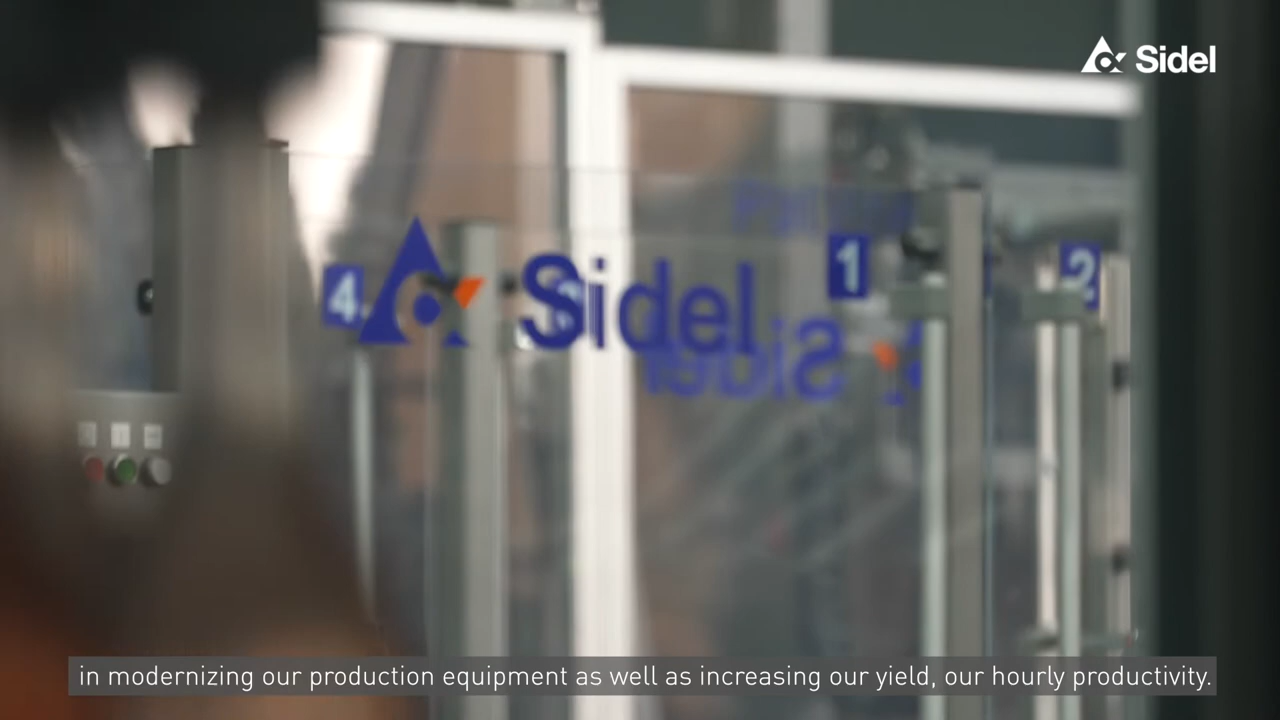 Sidel
4
Sidel
1
2
Sidel
in modernizing our production equipment as well as increasing our yield, our hourly productivity.